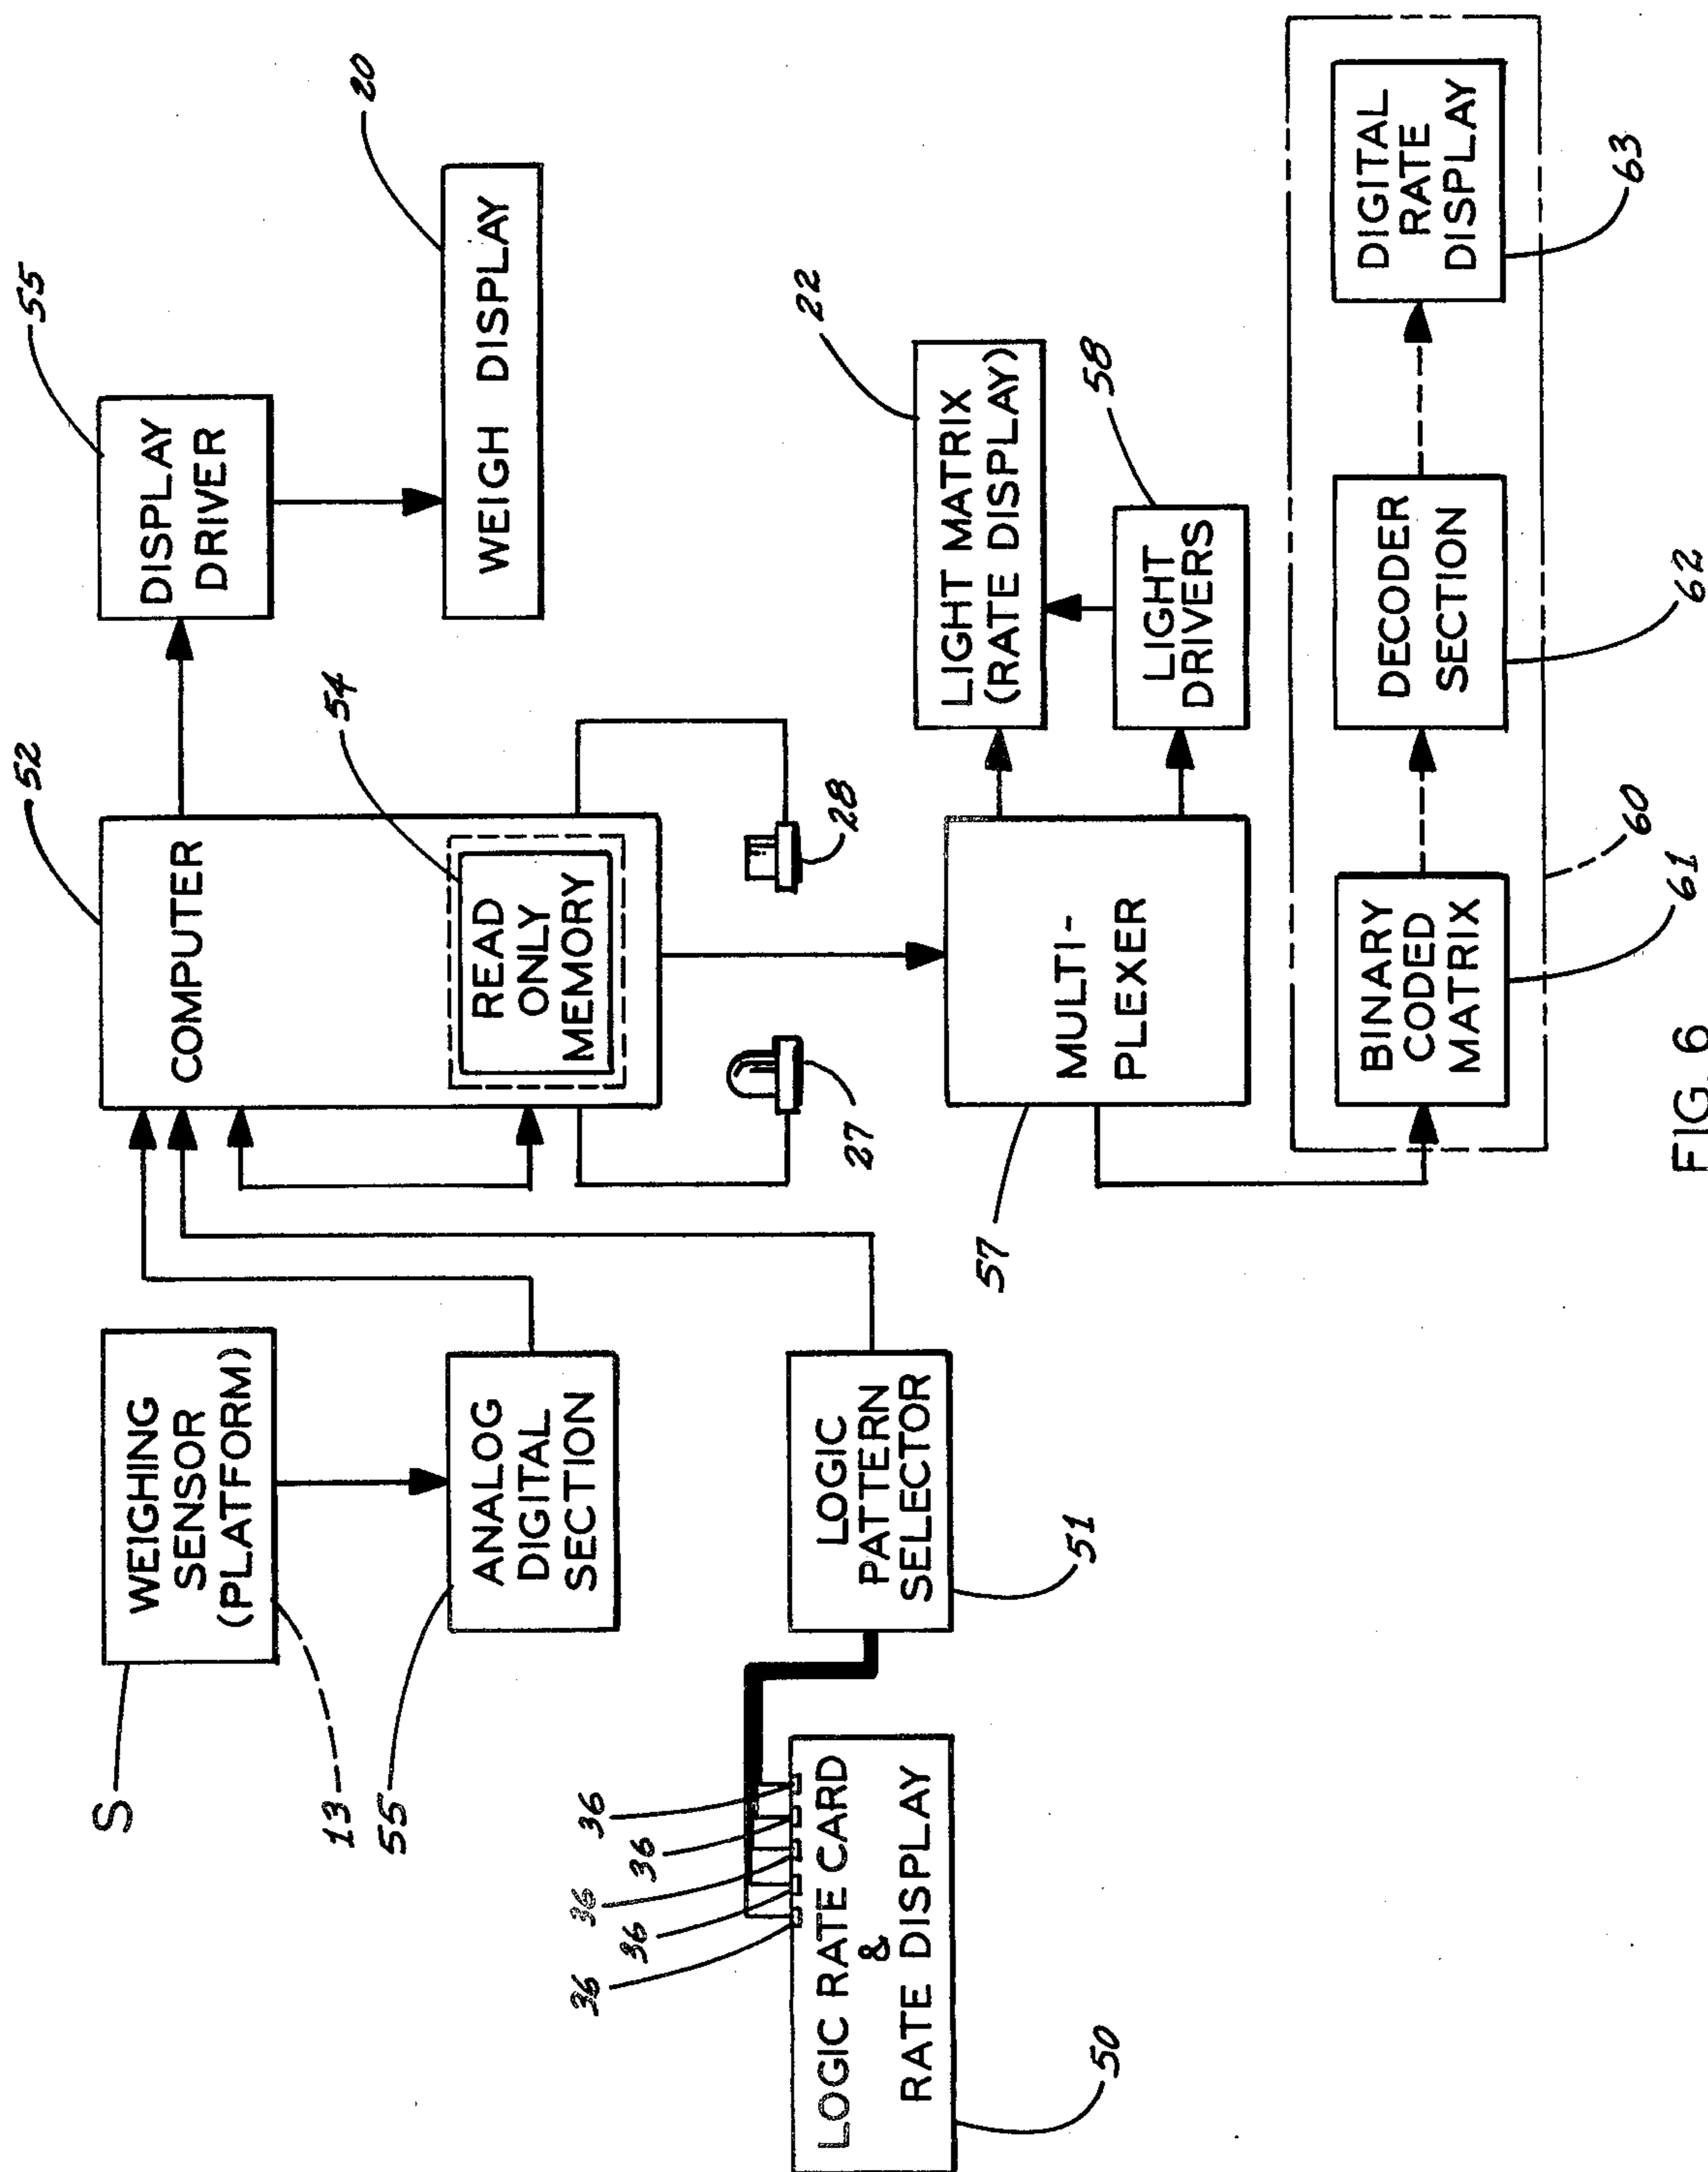 S
WEIGHING
SENSOR
(PLATFORM)
13
55
ANALOG
DIGITAL
SECTION
36
36
36
36
36
LOGIC RATE CARD
&
RATE DISPLAY
50
LOGIC
PATTERN
SELECTOR
51
52
COMPUTER
54
READ
ONLY
MEMORY
27
28
55
DISPLAY
DRIVER
20
WEIGH DISPLAY
57
MULTI-
PLEXER
22
LIGHT MATRIX
(RATE DISPLAY)
58
LIGHT
DRIVERS
BINARY
CODED
MATRIX
61
60
DECODER
SECTION
62
DIGITAL
RATE
DISPLAY
63
FIG. 6